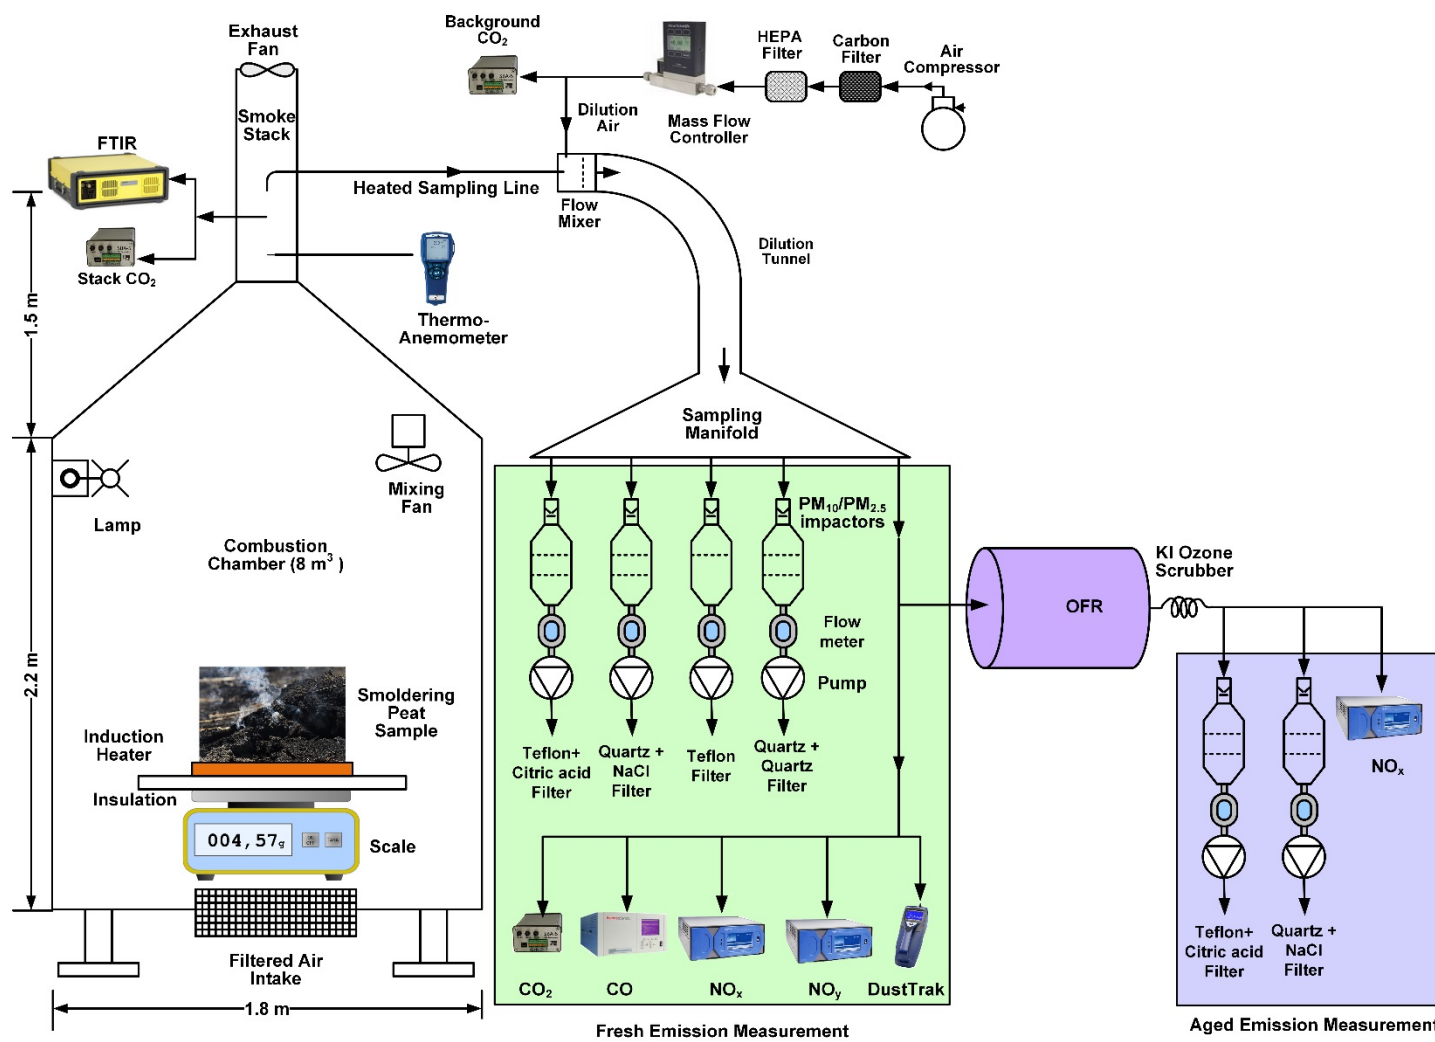 Exhaust
Fan
Smoke
Stack
FTIR
Stack CO2
Background
CO2
Dilution
Air
Mass Flow
Controller
HEPA
Filter
Carbon
Filter
Air
Compressor
Heated Sampling Line
Flow
Mixer
Dilution
Tunnel
Thermo-
Anemometer
1.5 m
Sampling
Manifold
Mixing
Fan
Lamp
Combustion
Chamber (8 m3 )
PM10/PM2.5
impactors
KI Ozone
Scrubber
OFR
Flow
meter
Pump
2.2 m
Smoldering
Peat
Sample
Induction
Heater
Insulation
004,57g
Scale
Teflon+
Citric acid
Filter
Quartz +
NaCl
Filter
Teflon
Filter
Quartz +
Quartz
Filter
NOx
Filtered Air
Intake
1.8 m
CO2
CO
NOx
NOy
DustTrak
Fresh Emission Measurement
Teflon+
Citric acid
Filter
Quartz +
NaCl
Filter
Aged Emission Measurement